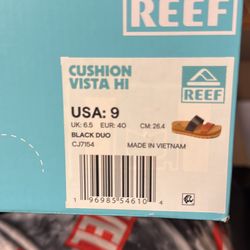 REEF
CUSHION
VISTA HI
REEF
USA: 9
UK: 6.5 EUR: 40 CM: 26.4
BLACK DUO
CJ7154
MADE IN VIETNAM
1 96985 54610 4